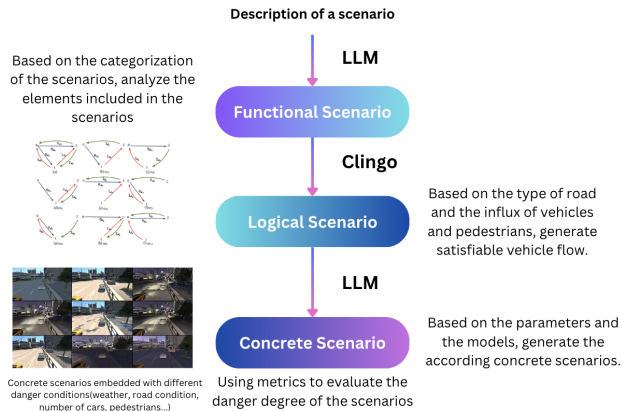 Description of a scenario
LLM
Based on the categorization
of the scenarios, analyze the
elements included in the
scenarios
Functional Scenario
Clingo
Logical Scenario
Based on the type of road
and the influx of vehicles
and pedestrians, generate
satisfiable vehicle flow.
LLM
Concrete Scenario
Based on the parameters and
the models, generate the
according concrete scenarios.
Using metrics to evaluate the
danger degree of the scenarios
Concrete scenarios embedded with different
danger conditions(weather, road condition,
number of cars, pedestrians...)